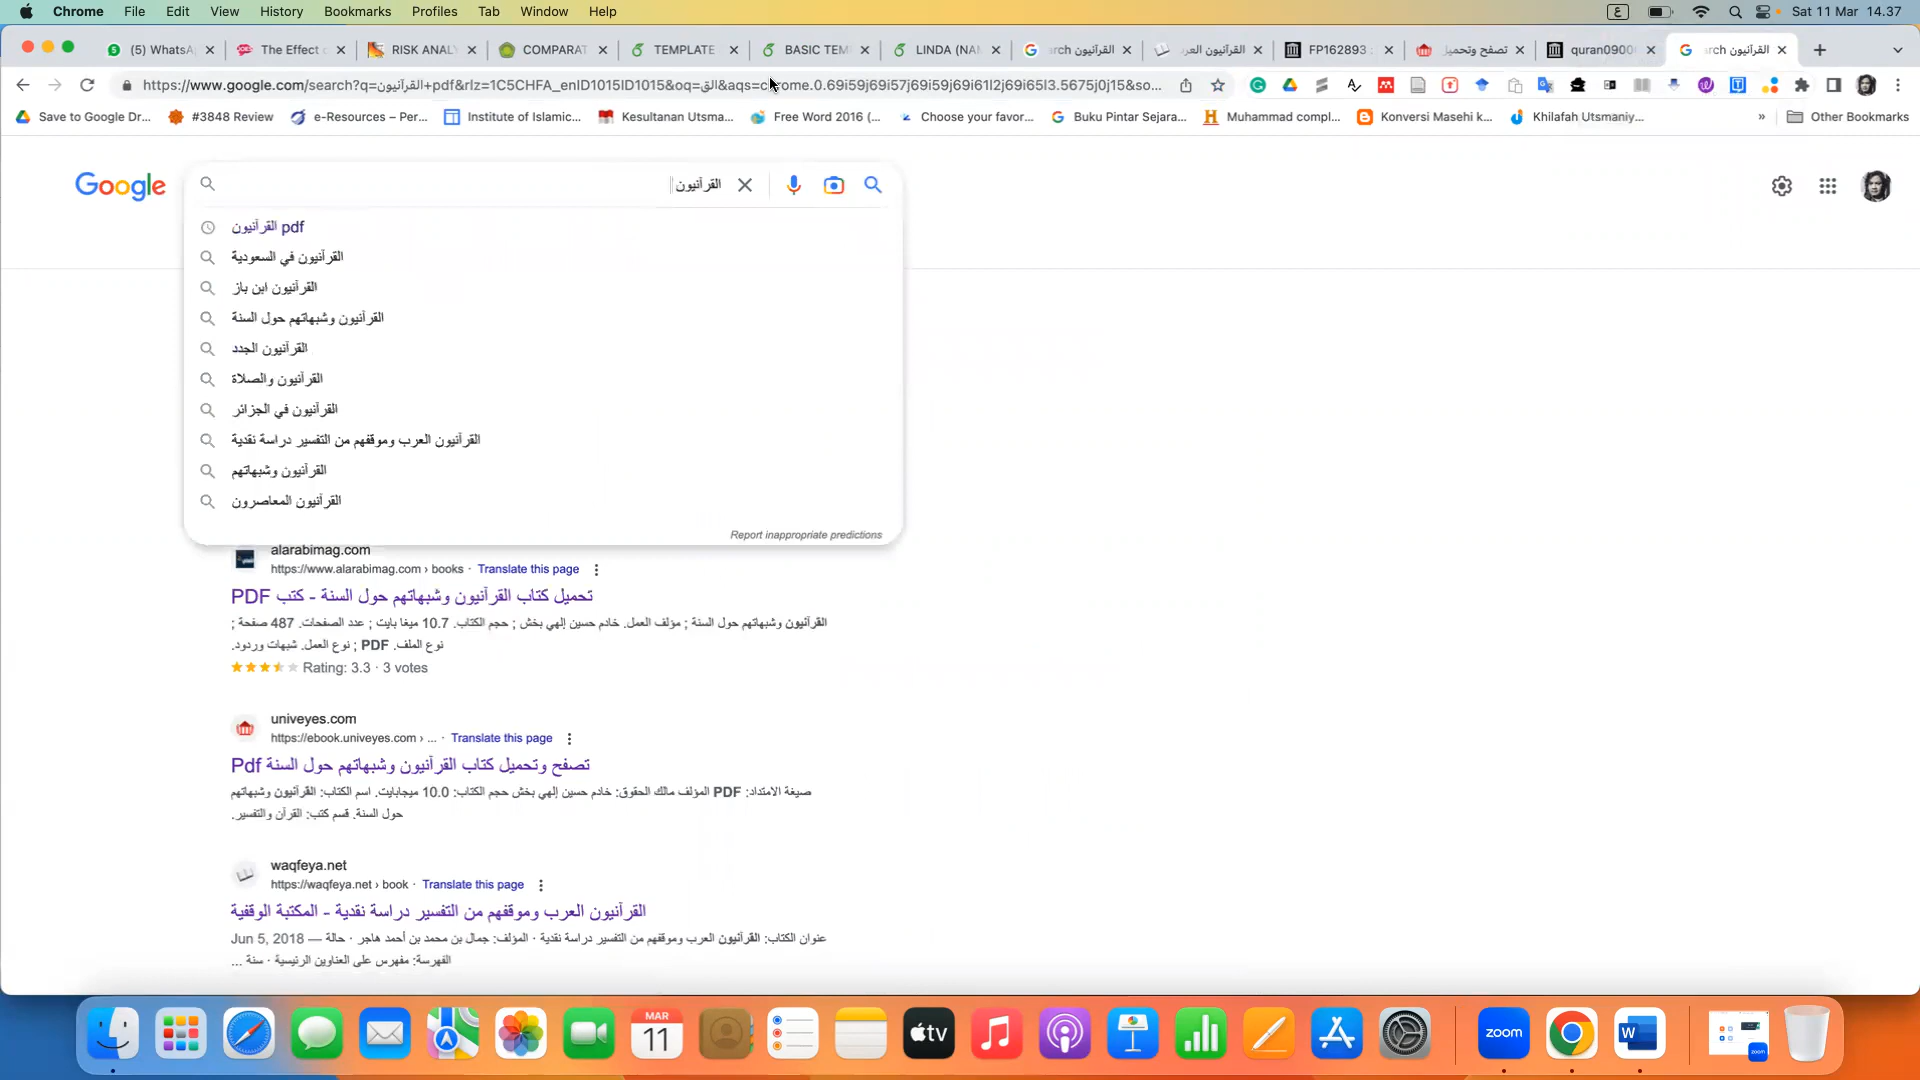 Chrome File Edit View History Bookmarks Profiles Tab Window Help Sat 11 Mar 14.37
(5) WhatsA The Effect RISK ANAL COMPARAT TEMPLATE BASIC TEM LINDA (NA القرآنيون arch القرآنيون العر FP162893 : تصفح وتحميل quran0900 القرآنيون arch
https://www.google.com/search?q=القرآنيون+pdf&rlz=1C5CHFA_enID1015ID1015&oq=الق&aqs=chrome.0.69i59j69i57j69i59j69i61l2j69i65l3.5675j0j15&so...
Save to Google Dr... #3848 Review e-Resources – Per... Institute of Islamic... Kesultanan Utsma... Free Word 2016 (... Choose your favor... Buku Pintar Sejara... Muhammad compl... Konversi Masehi k... Khilafah Utsmaniy... » Other Bookmarks
Google
القرآنيون
القرآنيون pdf
القرآنيون في السعودية
القرآنيون ابن باز
القرآنيون وشبهاتهم حول السنة
القرآنيون الجدد
القرآنيون والصلاة
القرآنيون في الجزائر
القرآنيون العرب وموقفهم من التفسير دراسة نقدية
القرآنيون وشبهاتهم
القرآنيون المعاصرون
Report inappropriate predictions
alarabimag.com
https://www.alarabimag.com › books · Translate this page
تحميل كتاب القرآنيون وشبهاتهم حول السنة - كتب PDF
القرآنيون وشبهاتهم حول السنة ; مؤلف العمل. خادم حسين إلهي بخش ; حجم الكتاب. 10.7 ميغا بايت ; عدد الصفحات. 487 صفحة ;
نوع الملف. PDF ; نوع العمل. شبهات وردود.
Rating: 3.3 · 3 votes
univeyes.com
https://ebook.univeyes.com › ... · Translate this page
تصفح وتحميل كتاب القرآنيون وشبهاتهم حول السنة Pdf
صيغة الامتداد: PDF المؤلف مالك الحقوق: خادم حسين إلهي بخش حجم الكتاب: 10.0 ميجابايت. اسم الكتاب: القرآنيون وشبهاتهم
حول السنة. قسم كتب: القرآن والتفسير.
waqfeya.net
https://waqfeya.net › book · Translate this page
القرآنيون العرب وموقفهم من التفسير دراسة نقدية - المكتبة الوقفية
Jun 5, 2018 — عنوان الكتاب: القرآنيون العرب وموقفهم من التفسير دراسة نقدية · المؤلف: جمال بن محمد بن أحمد هاجر · حالة
الفهرسة: مفهرس على العناوين الرئيسية · سنة ...
MAR
11
tv
zoom
W